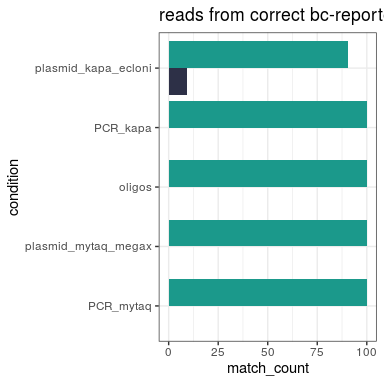 reads from correct bc-report
plasmid_kapa_ecloni
PCR_kapa
oligos
plasmid_mytaq_megax
PCR_mytaq
condition
0 25 50 75 100
match_count